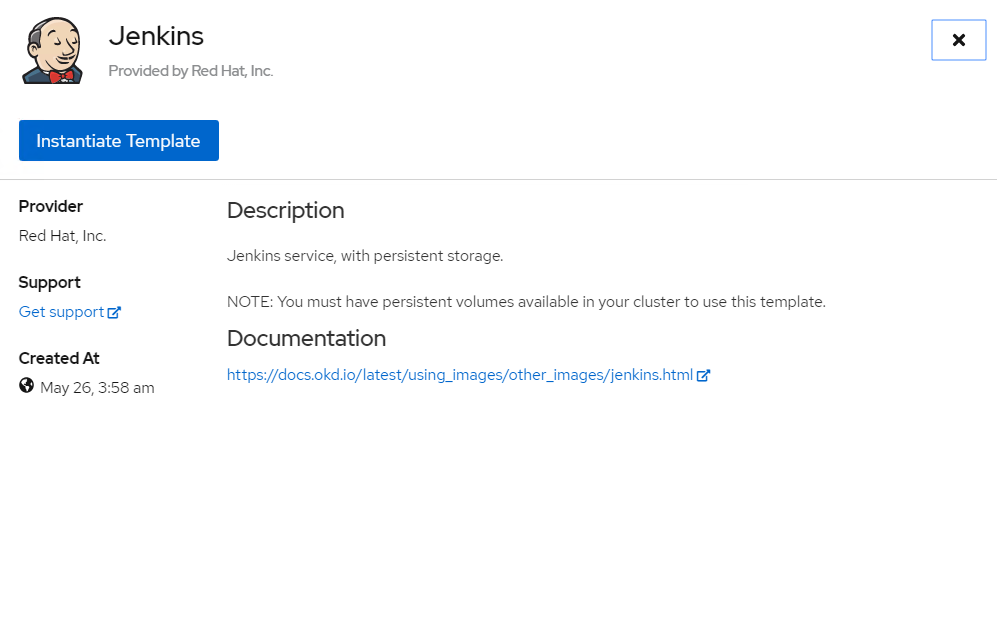 Jenkins
Provided by Red Hat, Inc.
Instantiate Template
Provider
Red Hat, Inc.
Support
Get support
Created At
May 26, 3:58 am
Description
Jenkins service, with persistent storage.
NOTE: You must have persistent volumes available in your cluster to use this template.
Documentation
https://docs.okd.io/latest/using_images/other_images/jenkins.html